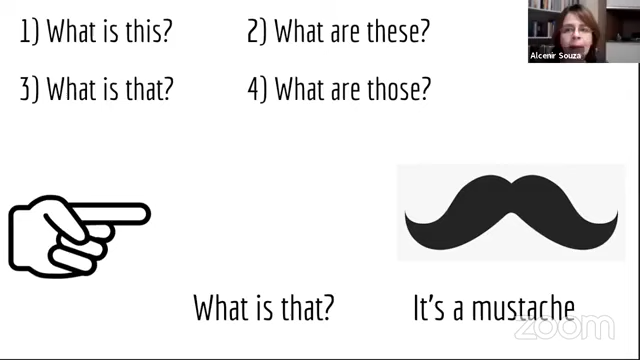 1) What is this? 2) What are these?
Alcenir Souza
3) What is that? 4) What are those?
What is that? It's a mustache
zoom